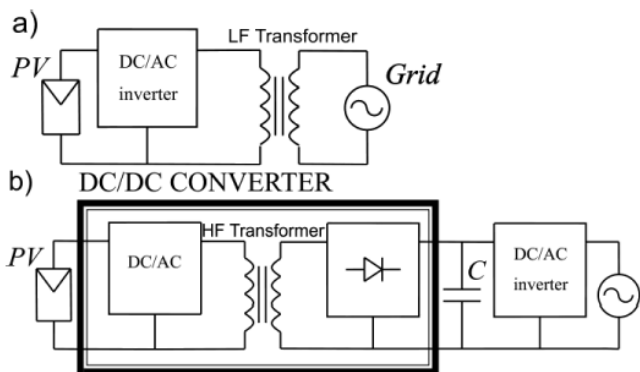 a)
LF Transformer
PV
DC/AC
inverter
Grid
b)
DC/DC CONVERTER
HF Transformer
PV
DC/AC
C
DC/AC
inverter